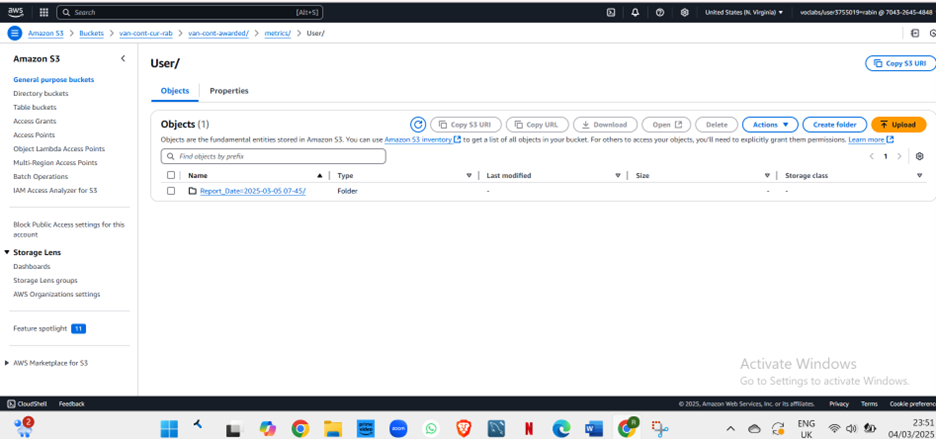 aws Search [Alt+S] United States (N. Virginia) voclabs/user3755019=rabin @ 7043-2645-4848
Amazon S3 > Buckets > van-cont-cur-rab > van-cont-awarded/ > metrics/ > User/
Amazon S3
General purpose buckets
Directory buckets
Table buckets
Access Grants
Access Points
Object Lambda Access Points
Multi-Region Access Points
Batch Operations
IAM Access Analyzer for S3
Block Public Access settings for this
account
Storage Lens
Dashboards
Storage Lens groups
AWS Organizations settings
Feature spotlight 11
AWS Marketplace for S3
User/
Copy S3 URI
Objects Properties
Objects (1)
Copy S3 URI Copy URL Download Open Delete Actions Create folder Upload
Objects are the fundamental entities stored in Amazon S3. You can use Amazon S3 inventory to get a list of all objects in your bucket. For others to access your objects, you'll need to explicitly grant them permissions. Learn more
Find objects by prefix
1
Name Type Last modified Size Storage class
Report_Date=2025-03-05 07-45/ Folder - - -
Activate Windows
Go to Settings to activate Windows.
CloudShell Feedback © 2025, Amazon Web Services, Inc. or its affiliates. Privacy Terms Cookie preference
2 prime video zoom N W R ENG 23:51
UK 04/03/2025